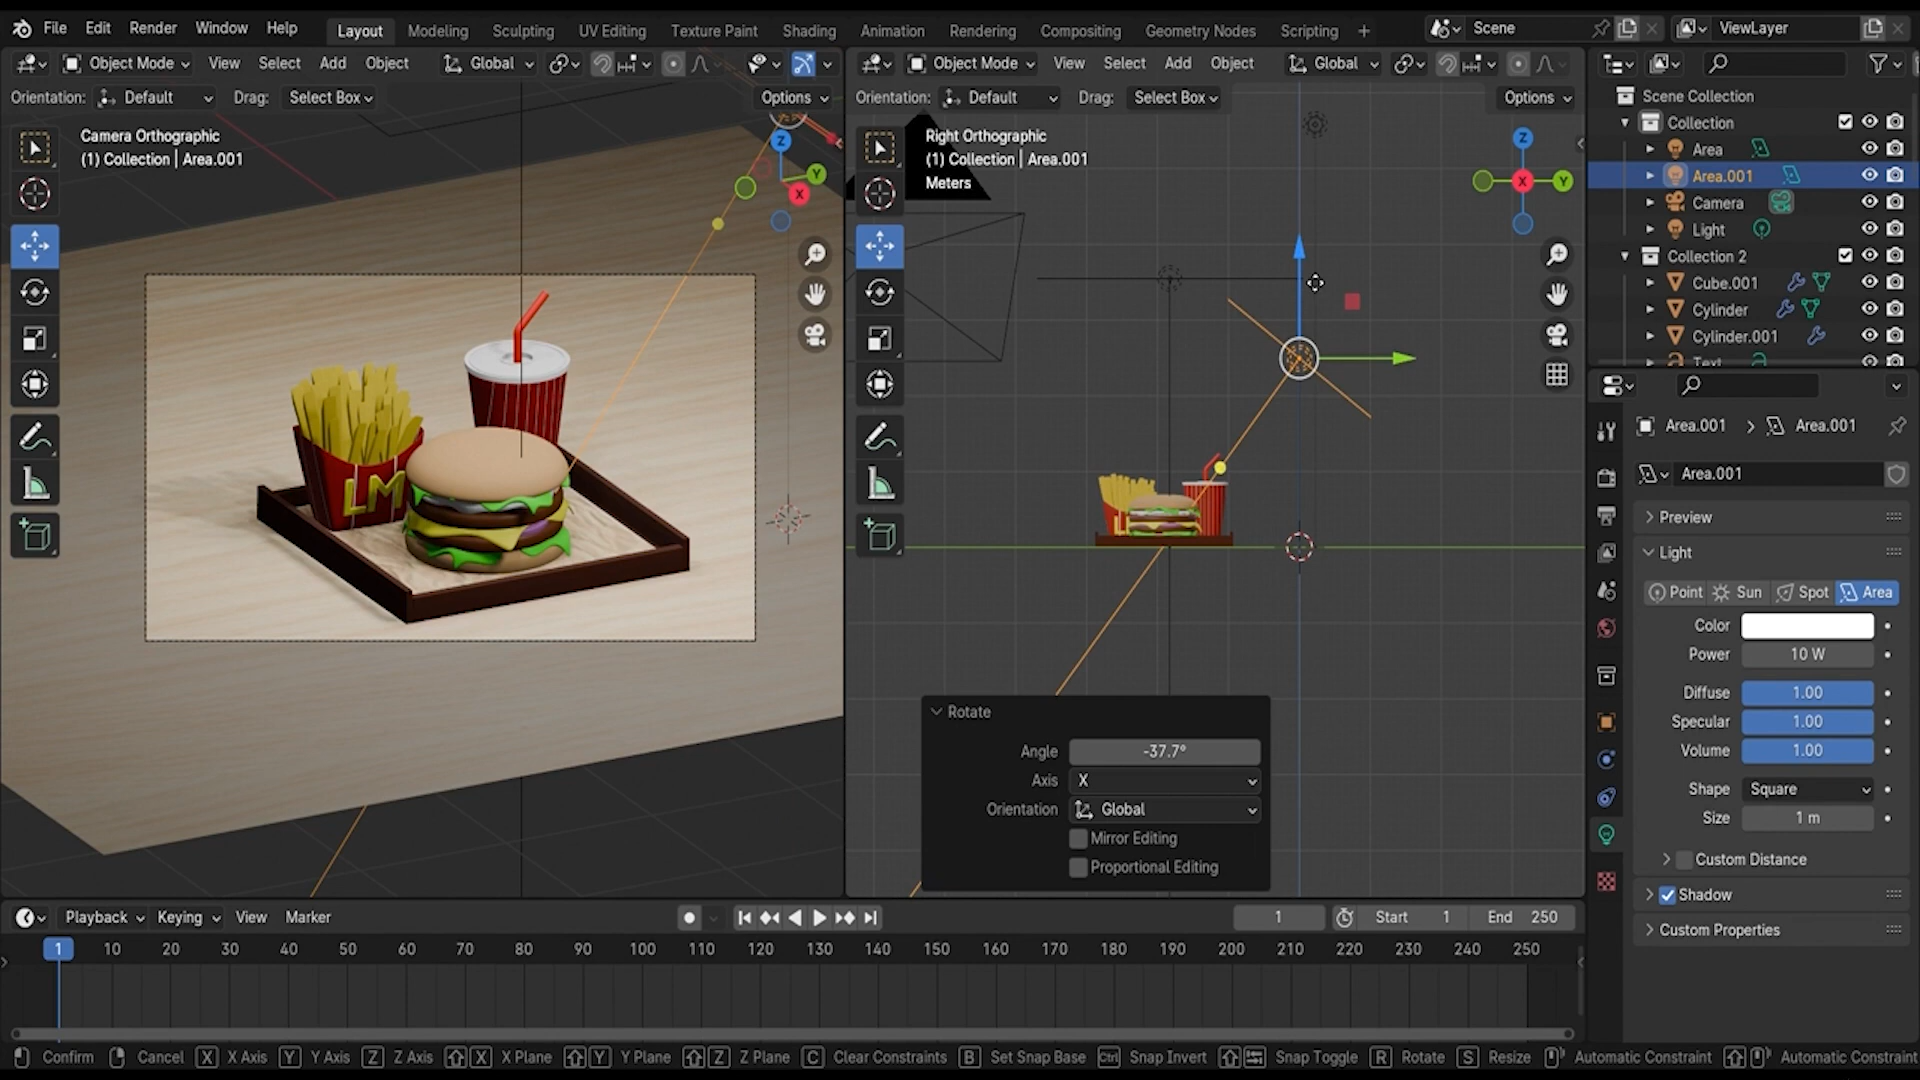 File Edit Render Window Help Layout Modeling Sculpting UV Editing Texture Paint Shading Animation Rendering Compositing Geometry Nodes Scripting + Scene ViewLayer
Object Mode View Select Add Object Global
Object Mode View Select Add Object Global
Orientation: Default Drag: Select Box Options
Orientation: Default Drag: Select Box Options
Camera Orthographic
(1) Collection | Area.001
Z
Y
X
LM
Right Orthographic
(1) Collection | Area.001
Meters
Z
X
Y
Rotate
Angle -37.7°
Axis X
Orientation Global
Mirror Editing
Proportional Editing
Scene Collection
Collection
Area
Area.001
Camera
Light
Collection 2
Cube.001
Cylinder
Cylinder.001
Text
Area.001 > Area.001
Area.001
Preview
Light
Point Sun Spot Area
Color
Power 10 W
Diffuse 1.00
Specular 1.00
Volume 1.00
Shape Square
Size 1 m
Custom Distance
Shadow
Custom Properties
Playback Keying View Marker 1 Start 1 End 250
1 10 20 30 40 50 60 70 80 90 100 110 120 130 140 150 160 170 180 190 200 210 220 230 240 250
Confirm Cancel X X Axis Y Y Axis Z Z Axis X X Plane Y Y Plane Z Z Plane C Clear Constraints B Set Snap Base Ctrl Snap Invert Snap Toggle R Rotate S Resize Automatic Constraint Automatic Constraint